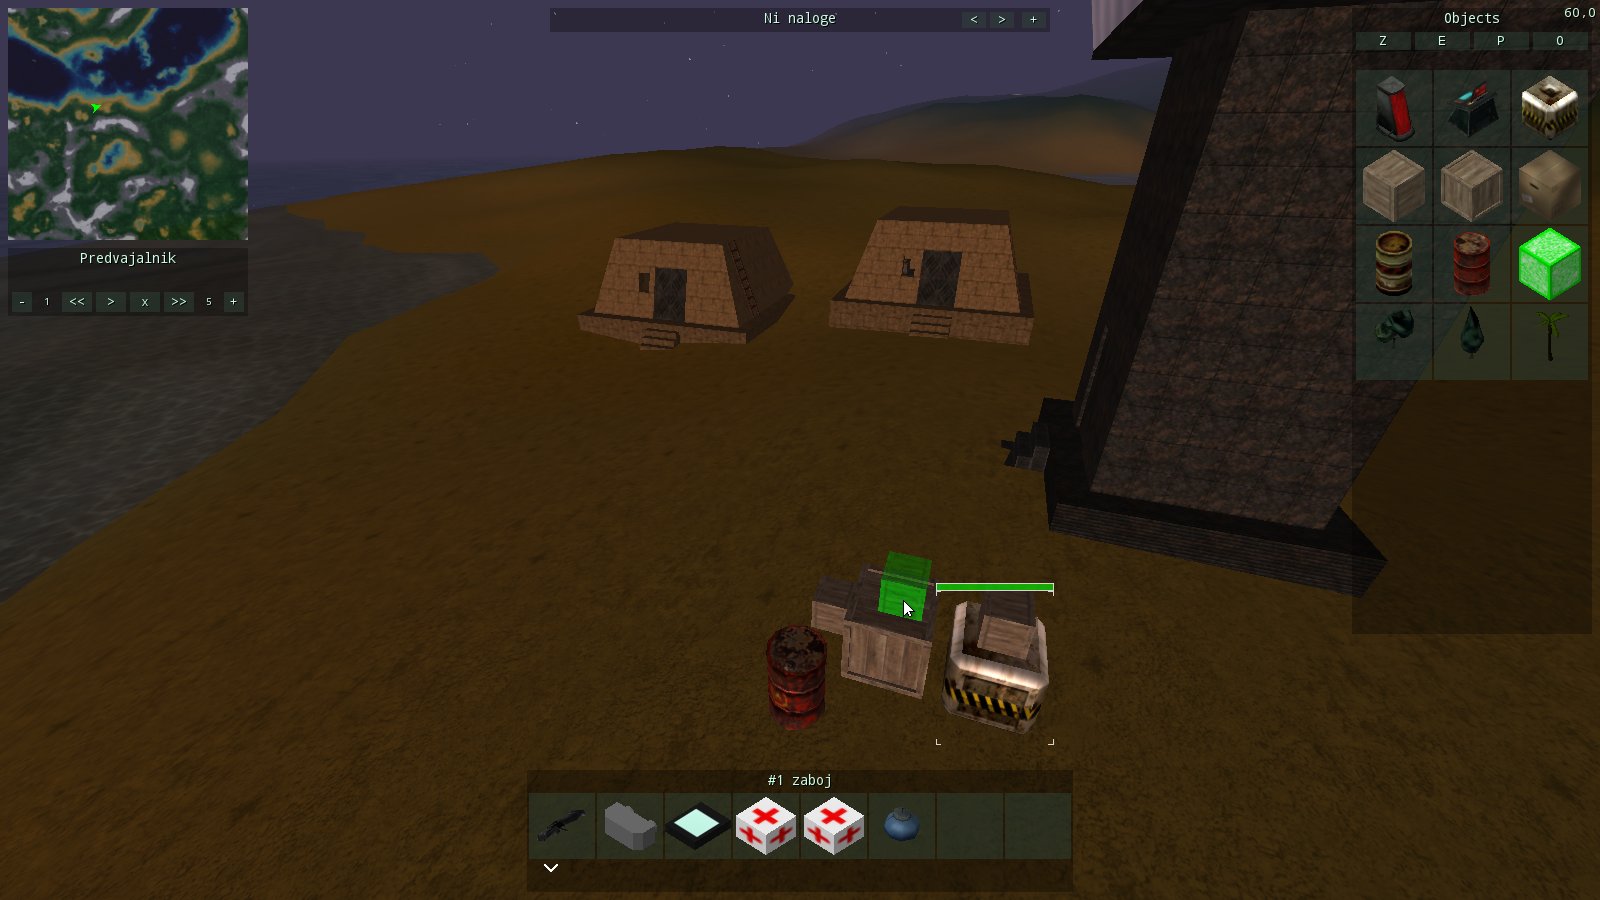 Ni naloge < > +
60,0
Objects
Z E P O
Predvajalnik
- 1 << > x >> 5 +
#1 zaboj